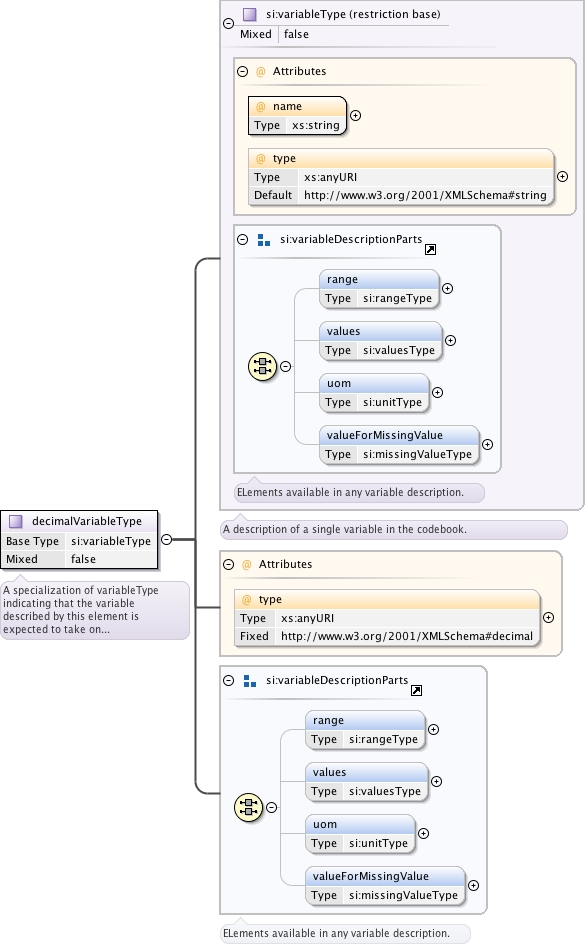 si:variableType (restriction base)
Mixed false
@ Attributes
@ name
Type xs:string
@ type
Type xs:anyURI
Default http://www.w3.org/2001/XMLSchema#string
si:variableDescriptionParts
range
Type si:rangeType
values
Type si:valuesType
uom
Type si:unitType
valueForMissingValue
Type si:missingValueType
ELements available in any variable description.
A description of a single variable in the codebook.
decimalVariableType
Base Type si:variableType
Mixed false
A specialization of variableType
indicating that the variable
described by this element is
expected to take on...
@ Attributes
@ type
Type xs:anyURI
Fixed http://www.w3.org/2001/XMLSchema#decimal
si:variableDescriptionParts
range
Type si:rangeType
values
Type si:valuesType
uom
Type si:unitType
valueForMissingValue
Type si:missingValueType
ELements available in any variable description.